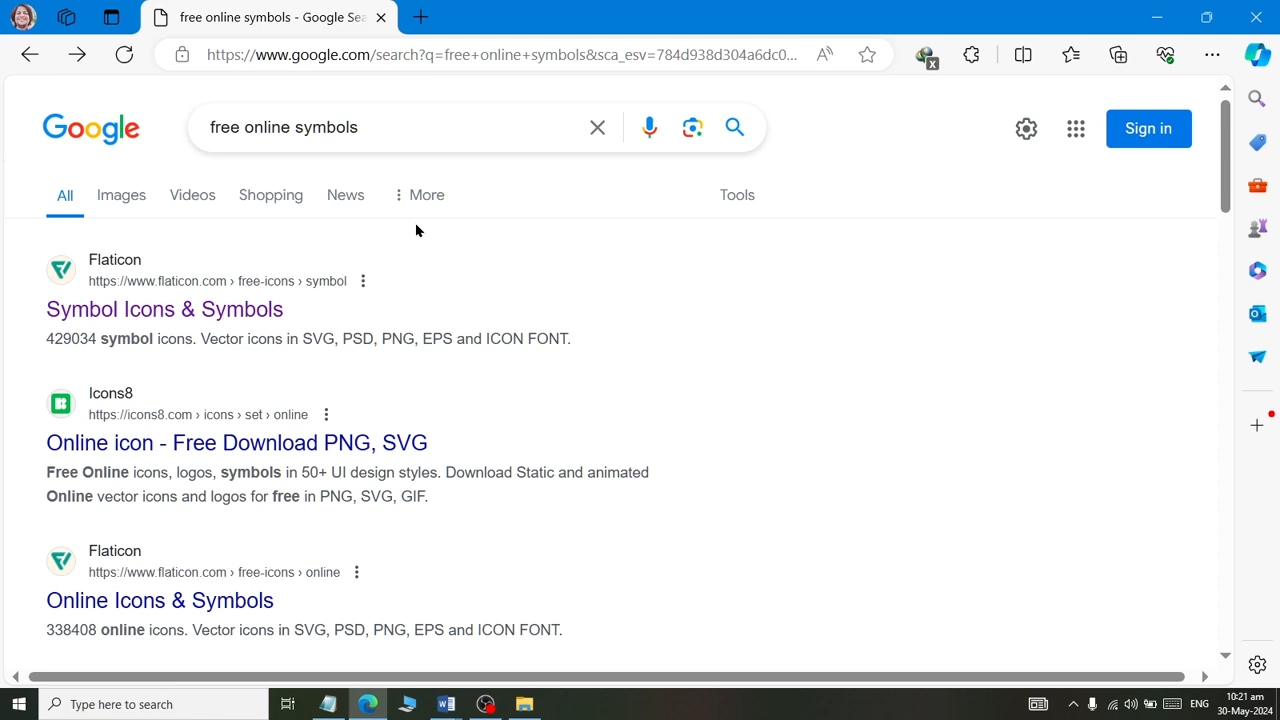 free online symbols - Google Sea
https://www.google.com/search?q=free+online+symbols&sca_esv=784d938d304a6dc0...
Google
free online symbols
Sign in
All Images Videos Shopping News More Tools
Flaticon
https://www.flaticon.com › free-icons › symbol
Symbol Icons & Symbols
429034 symbol icons. Vector icons in SVG, PSD, PNG, EPS and ICON FONT.
Icons8
https://icons8.com › icons › set › online
Online icon - Free Download PNG, SVG
Free Online icons, logos, symbols in 50+ UI design styles. Download Static and animated
Online vector icons and logos for free in PNG, SVG, GIF.
Flaticon
https://www.flaticon.com › free-icons › online
Online Icons & Symbols
338408 online icons. Vector icons in SVG, PSD, PNG, EPS and ICON FONT.
Type here to search
ENG
10:21 am
30-May-2024